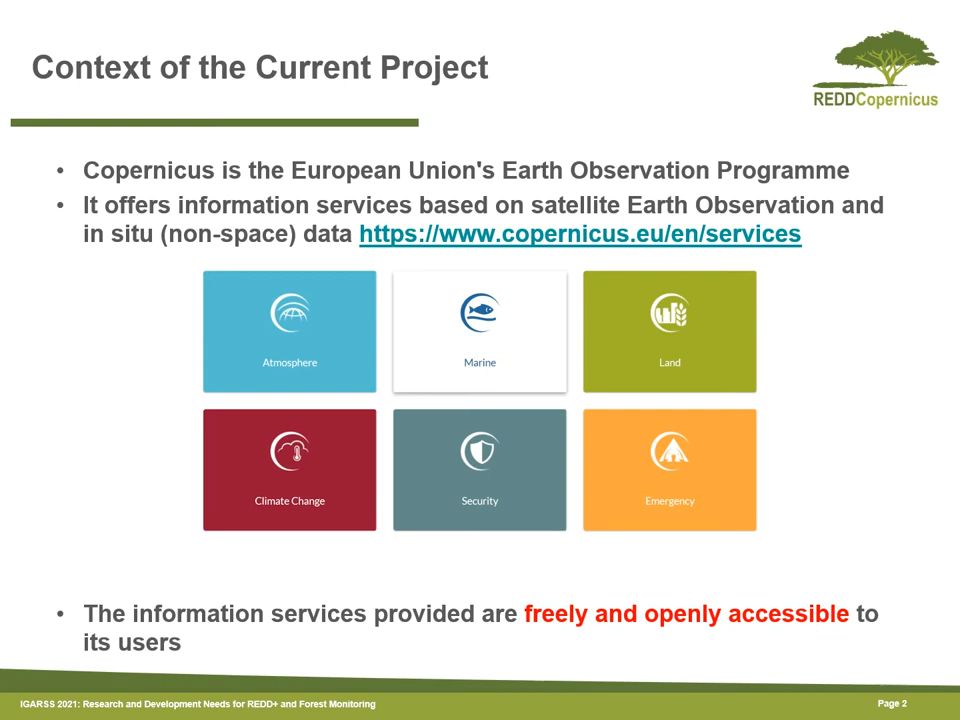 Context of the Current Project
REDDCopernicus
• Copernicus is the European Union's Earth Observation Programme
• It offers information services based on satellite Earth Observation and
in situ (non-space) data https://www.copernicus.eu/en/services
Atmosphere
Marine
Land
Climate Change
Security
Emergency
• The information services provided are freely and openly accessible to
its users
IGARSS 2021: Research and Development Needs for REDD+ and Forest Monitoring
Page 2